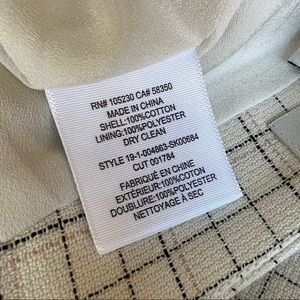 RN# 105230 CA# 58350
MADE IN CHINA
SHELL:100%COTTON
LINING:100%POLYESTER
DRY CLEAN
STYLE 19-1-004863-SK00684
CUT 001784
FABRIQUÉ EN CHINE
EXTÉRIEUR:100%COTON
DOUBLURE:100%POLYESTER
NETTOYAGE À SEC